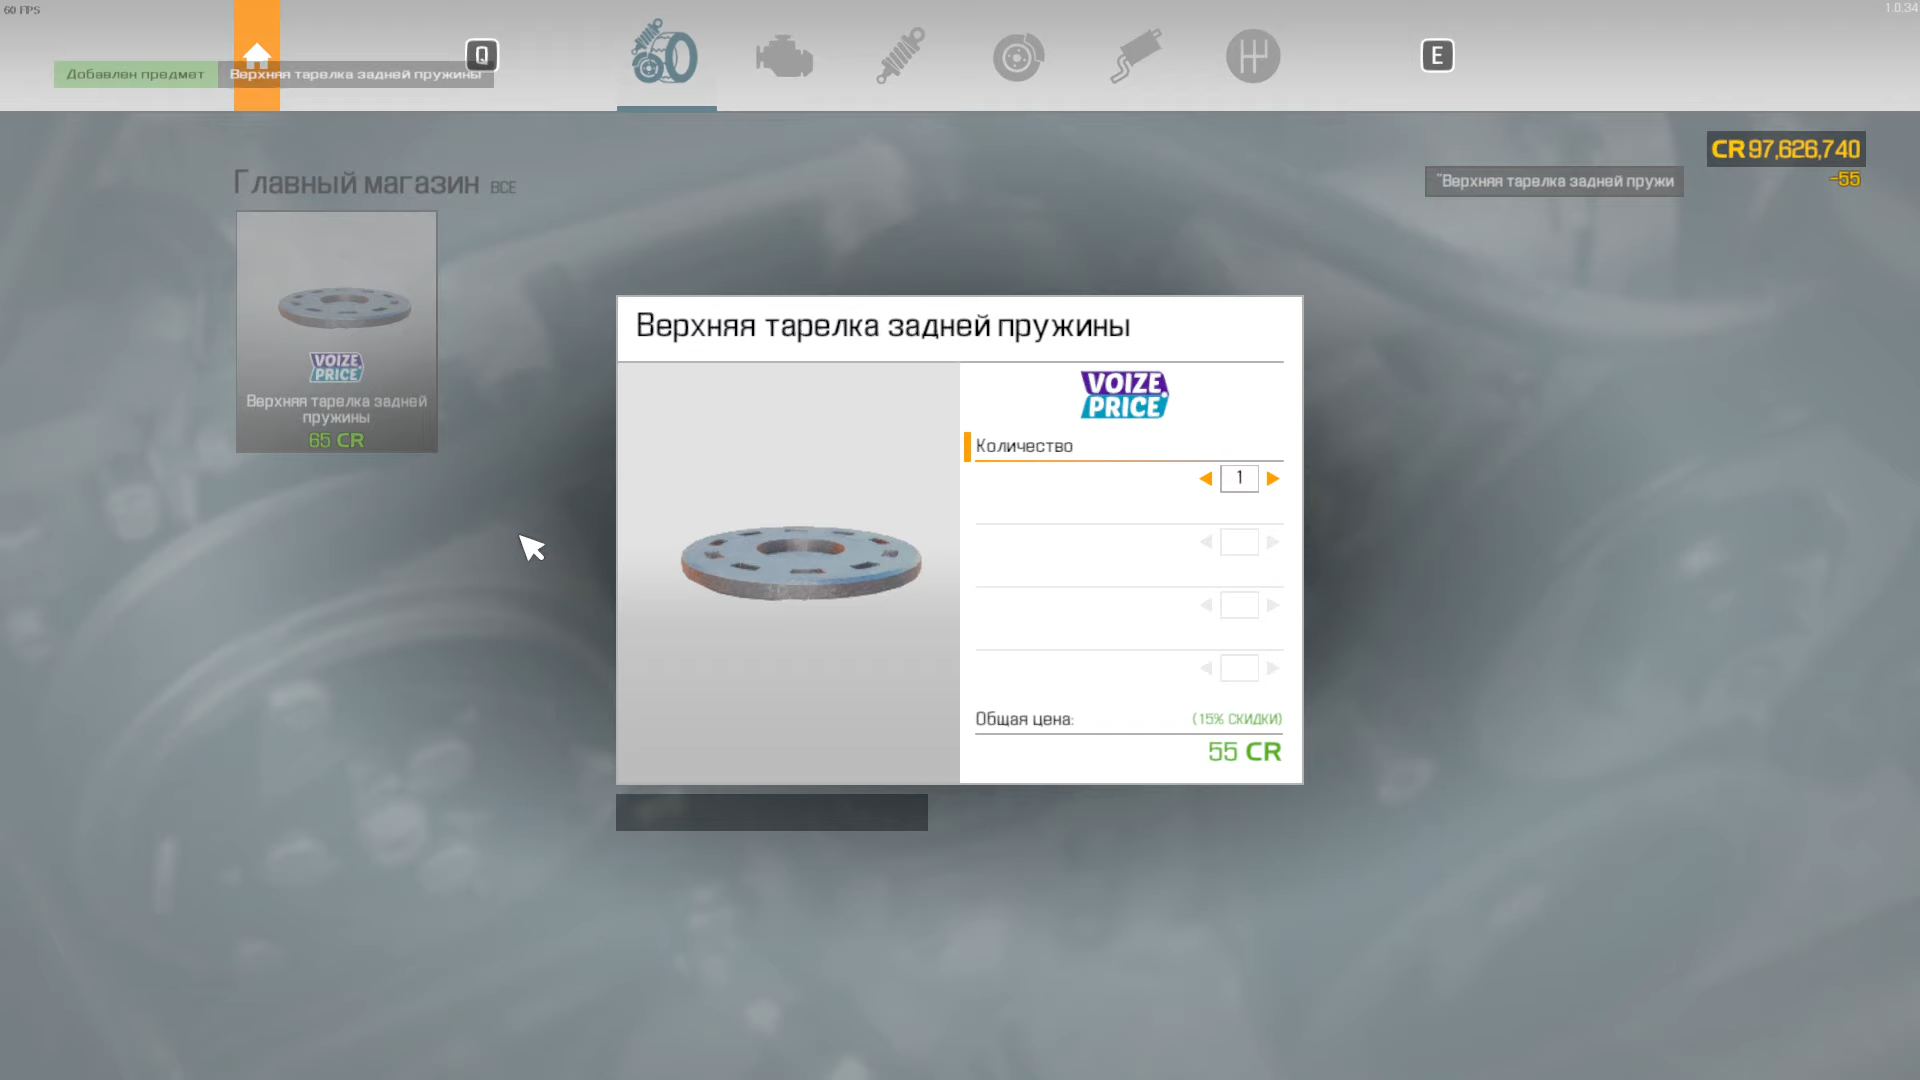 60 FPS
1.0.34
Q
E
Добавлен предмет
Верхняя тарелка задней пружины
CR 97,626,740
-55
Главный магазин ВСЕ
"Верхняя тарелка задней пружи
VOIZE
PRICE
Верхняя тарелка задней
пружины
65 CR
Верхняя тарелка задней пружины
VOIZE
PRICE
Количество
1
Общая цена:
(15% СКИДКИ)
55 CR